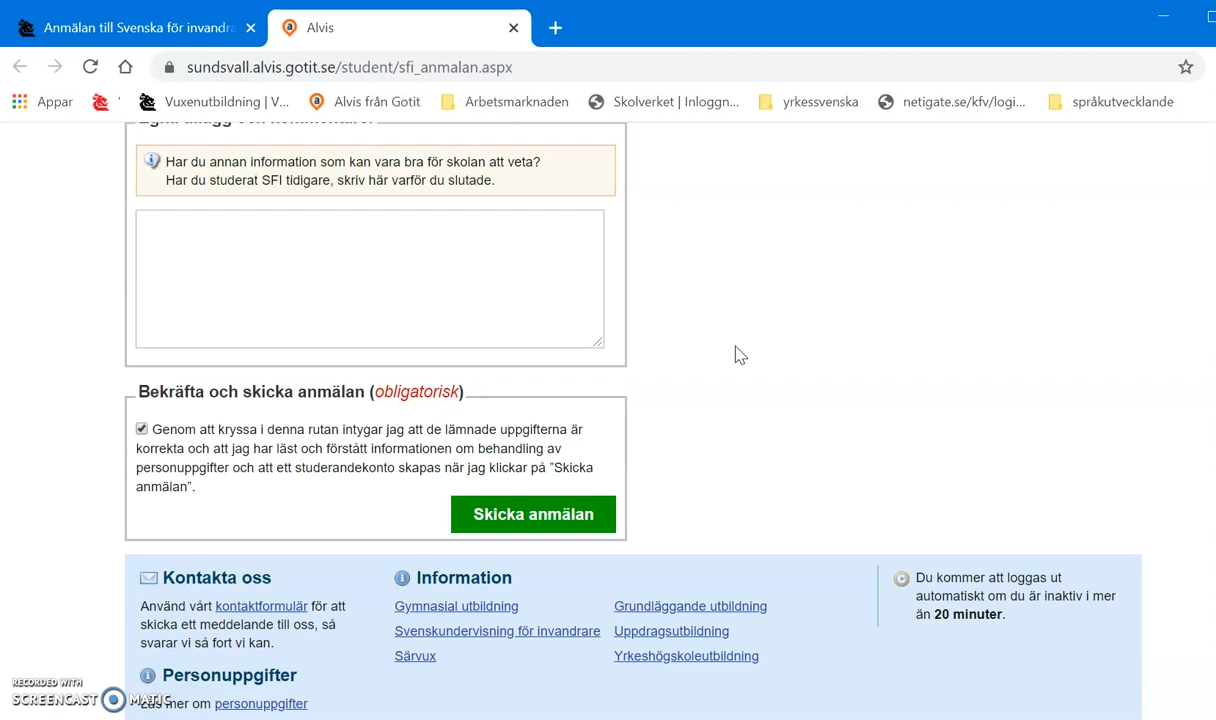 Anmälan till Svenska för invandra
Alvis
sundsvall.alvis.gotit.se/student/sfi_anmalan.aspx
Appar
Vuxenutbildning | V...
Alvis från Gotit
Arbetsmarknaden
Skolverket | Inloggn...
yrkessvenska
netigate.se/kfv/logi...
språkutvecklande
Har du annan information som kan vara bra för skolan att veta?
Har du studerat SFI tidigare, skriv här varför du slutade.
Bekräfta och skicka anmälan (obligatorisk)
Genom att kryssa i denna rutan intygar jag att de lämnade uppgifterna är
korrekta och att jag har läst och förstått informationen om behandling av
personuppgifter och att ett studerandekonto skapas när jag klickar på "Skicka
anmälan".
Skicka anmälan
Kontakta oss
Använd vårt kontaktformulär för att
skicka ett meddelande till oss, så
svarar vi så fort vi kan.
Personuppgifter
Läs mer om personuppgifter
Information
Gymnasial utbildning
Svenskundervisning för invandrare
Särvux
Grundläggande utbildning
Uppdragsutbildning
Yrkeshögskoleutbildning
Du kommer att loggas ut
automatiskt om du är inaktiv i mer
än 20 minuter.
RECORDED WITH
SCREENCAST MATIC